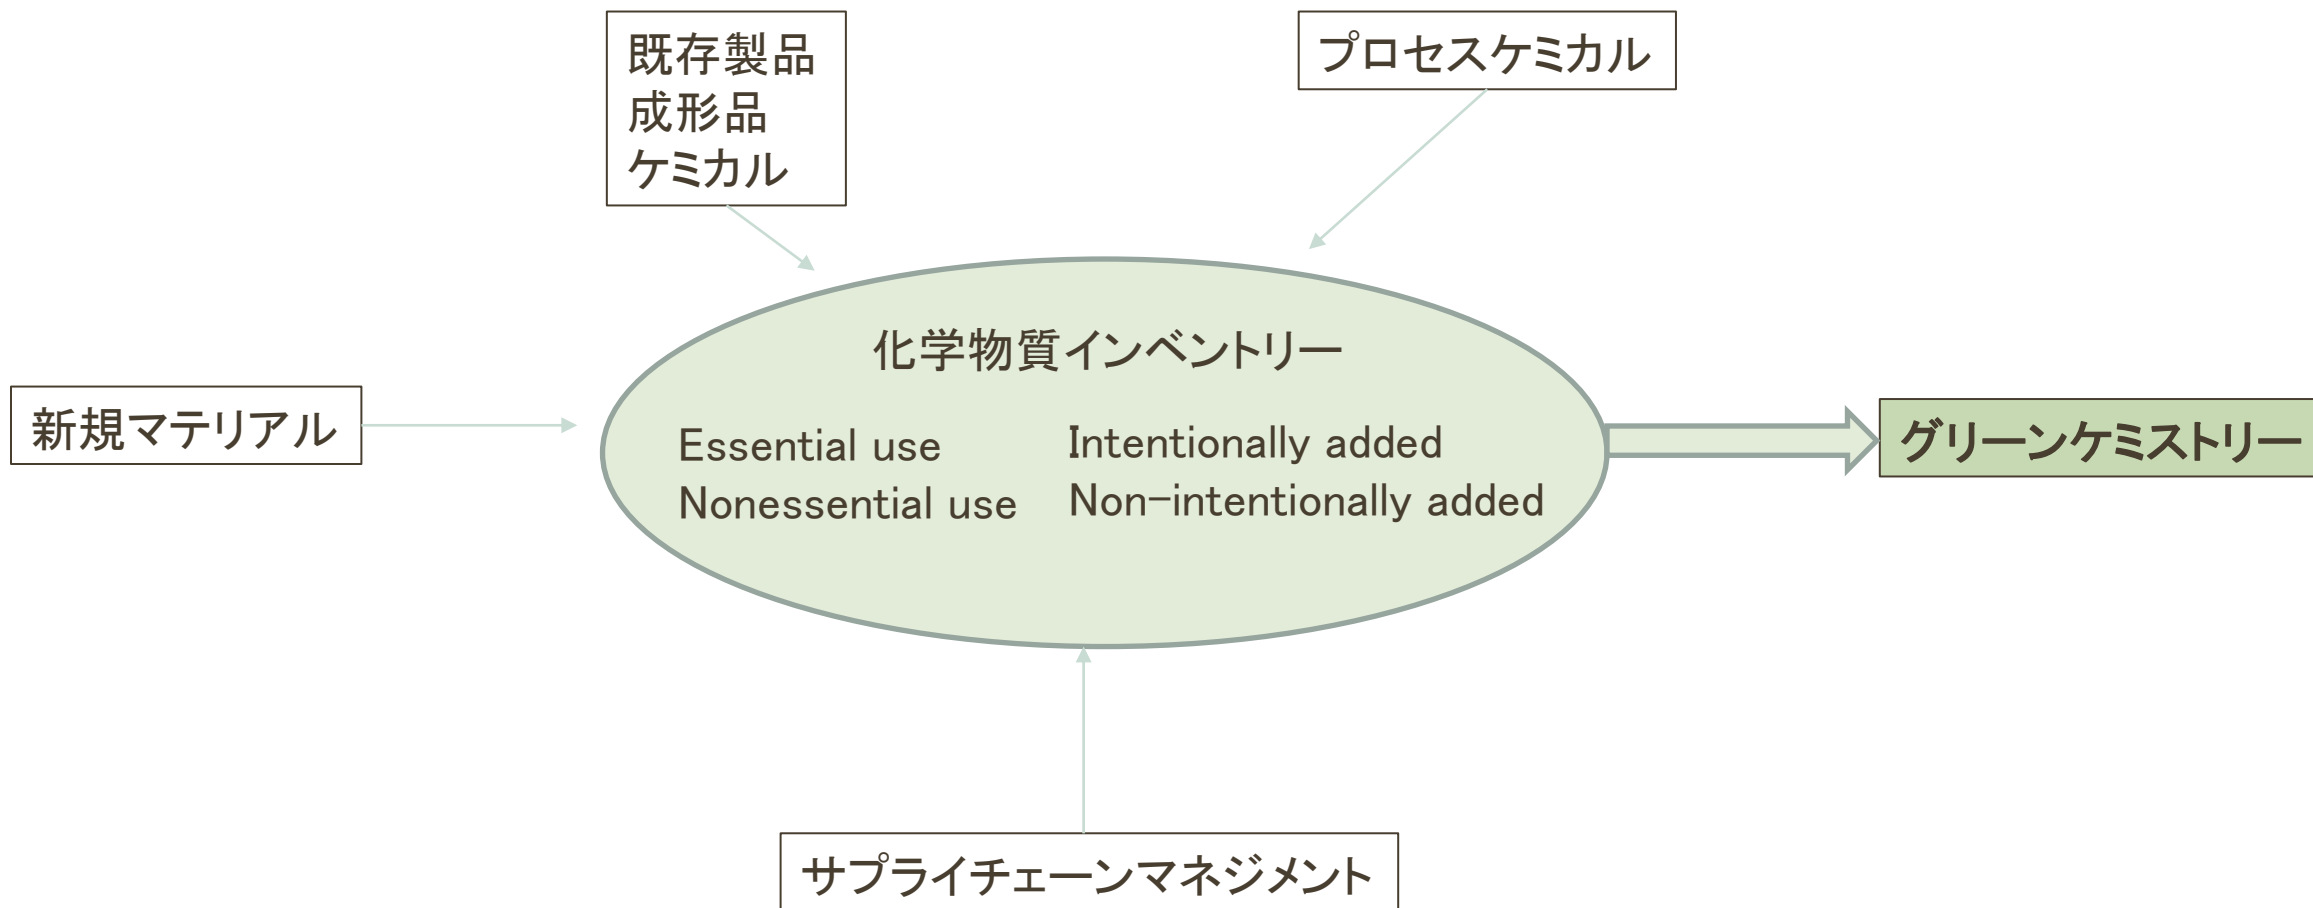 既存製品
成形品
ケミカル
プロセスケミカル
化学物質インベントリー
新規マテリアル
Essential use
Nonessential use
Intentionally added
Non-intentionally added
グリーンケミストリー
サプライチェーンマネジメント